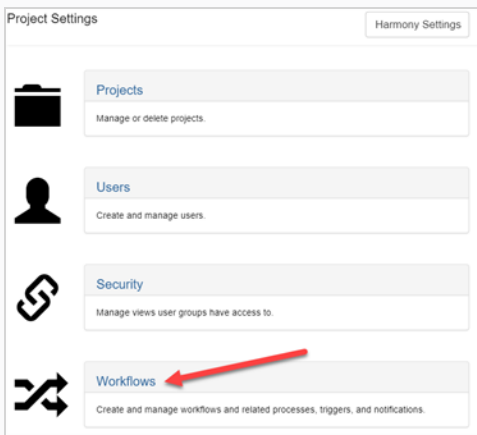 Project Settings
Harmony Settings
Projects
Manage or delete projects.
Users
Create and manage users.
Security
Manage views user groups have access to.
Workflows
Create and manage workflows and related processes, triggers, and notifications.